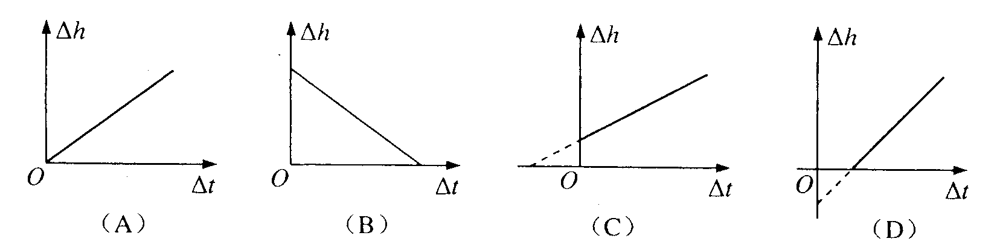 Δh Δh Δh Δh
O Δt O Δt O Δt O Δt
（A） （B） （C） （D）